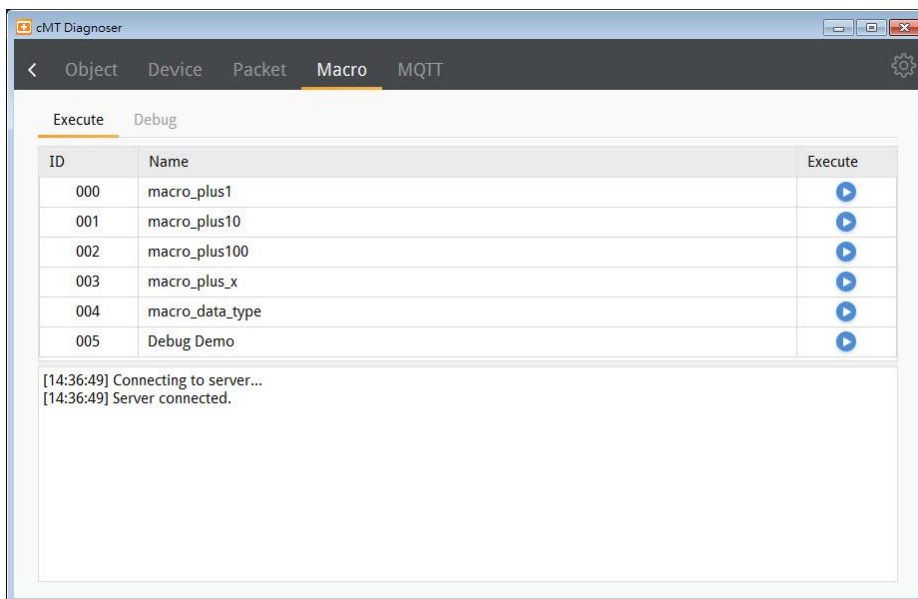 cMT Diagnoser
Object Device Packet Macro MQTT
Execute Debug
ID Name Execute
000 macro_plus1
001 macro_plus10
002 macro_plus100
003 macro_plus_x
004 macro_data_type
005 Debug Demo
[14:36:49] Connecting to server...
[14:36:49] Server connected.